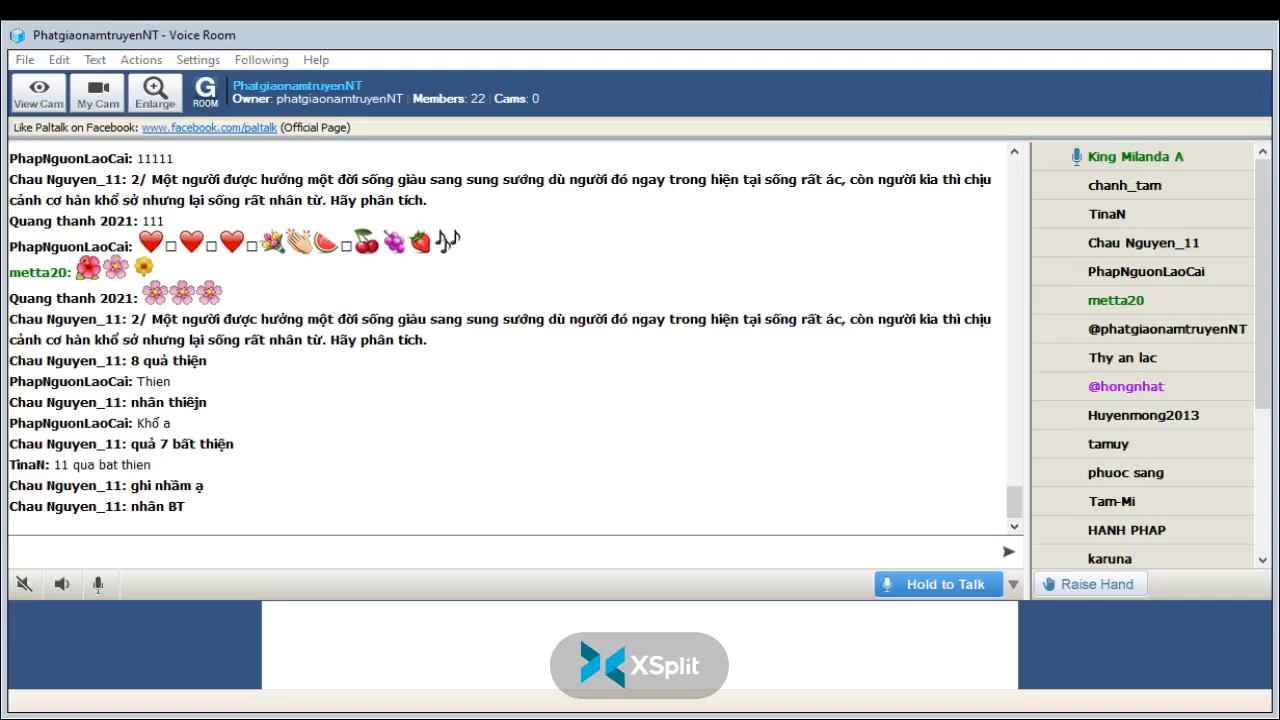 PhatgiaonamtruyenNT - Voice Room
File Edit Text Actions Settings Following Help
View Cam My Cam Enlarge G ROOM
PhatgiaonamtruyenNT
Owner: phatgiaonamtruyenNT | Members: 22 | Cams: 0
Like Paltalk on Facebook: www.facebook.com/paltalk (Official Page)
PhapNguonLaoCai: 11111
Chau Nguyen_11: 2/ Một người được hưởng một đời sống giàu sang sung sướng dù người đó ngay trong hiện tại sống rất ác, còn người kia thì chịu
cảnh cơ hàn khổ sở nhưng lại sống rất nhân từ. Hãy phân tích.
Quang thanh 2021: 111
PhapNguonLaoCai:
metta20:
Quang thanh 2021:
Chau Nguyen_11: 2/ Một người được hưởng một đời sống giàu sang sung sướng dù người đó ngay trong hiện tại sống rất ác, còn người kia thì chịu
cảnh cơ hàn khổ sở nhưng lại sống rất nhân từ. Hãy phân tích.
Chau Nguyen_11: 8 quả thiện
PhapNguonLaoCai: Thien
Chau Nguyen_11: nhân thiêjn
PhapNguonLaoCai: Khổ a
Chau Nguyen_11: quả 7 bất thiện
TinaN: 11 qua bat thien
Chau Nguyen_11: ghi nhầm ạ
Chau Nguyen_11: nhân BT
King Milanda A
chanh_tam
TinaN
Chau Nguyen_11
PhapNguonLaoCai
metta20
@phatgiaonamtruyenNT
Thy an lac
@hongnhat
Huyenmong2013
tamuy
phuoc sang
Tam-Mi
HANH PHAP
karuna
Hold to Talk
Raise Hand
XSplit